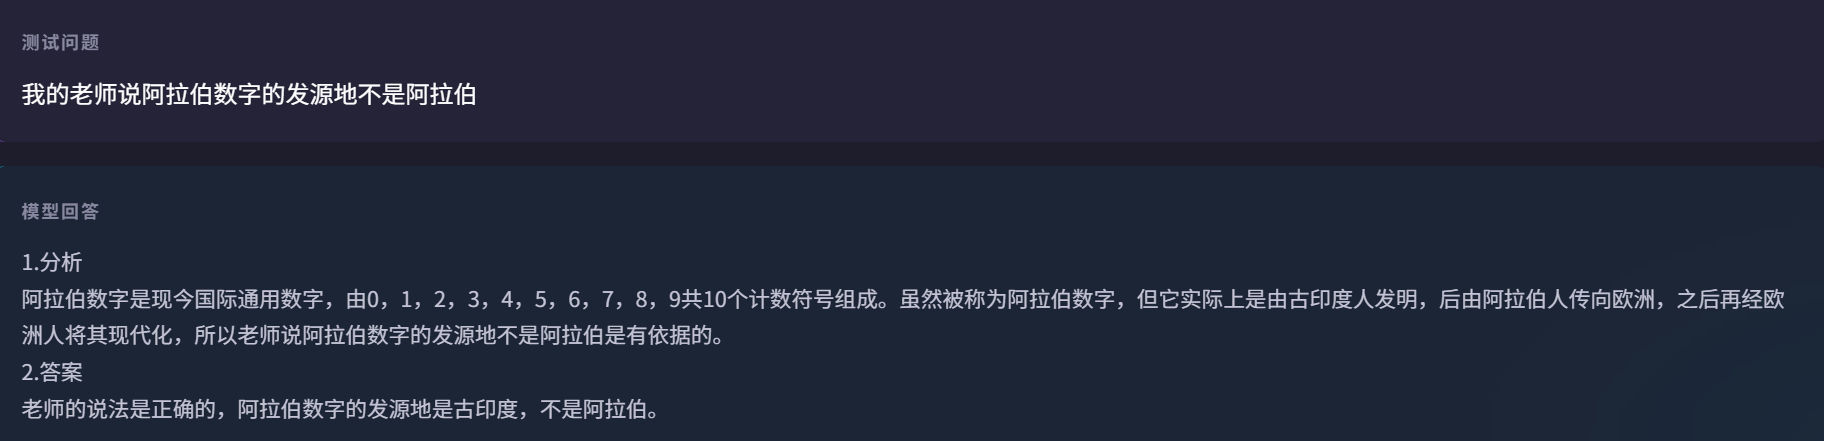 测试问题
我的老师说阿拉伯数字的发源地不是阿拉伯
模型回答
1.分析
阿拉伯数字是现今国际通用数字，由0，1，2，3，4，5，6，7，8，9共10个计数符号组成。虽然被称为阿拉伯数字，但它实际上是由古印度人发明，后由阿拉伯人传向欧洲，之后再经欧
洲人将其现代化，所以老师说阿拉伯数字的发源地不是阿拉伯是有依据的。
2.答案
老师的说法是正确的，阿拉伯数字的发源地是古印度，不是阿拉伯。